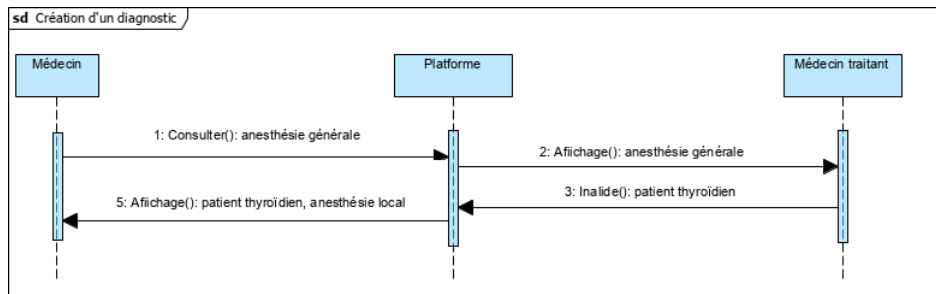 sd Création d'un diagnostic
Médecin
Platforme
Médecin traitant
1: Consulter(): anesthésie générale
2: Afiichage(): anesthésie générale
3: Inalide(): patient thyroïdien
5: Afiichage(): patient thyroïdien, anesthésie local